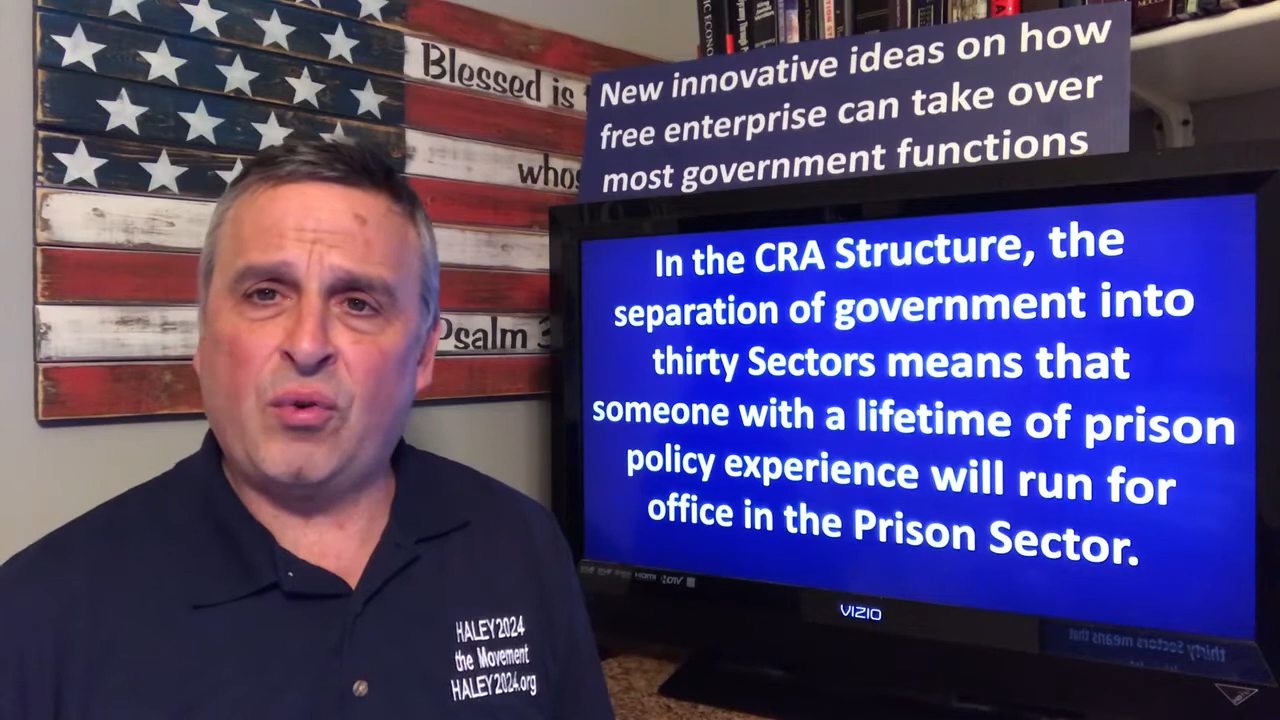 Blessed is
whos
Psalm 3
New innovative ideas on how
free enterprise can take over
most government functions
In the CRA Structure, the
separation of government into
thirty Sectors means that
someone with a lifetime of prison
policy experience will run for
office in the Prison Sector.
VIZIO
HALEY2024
the Movement
HALEY2024.org